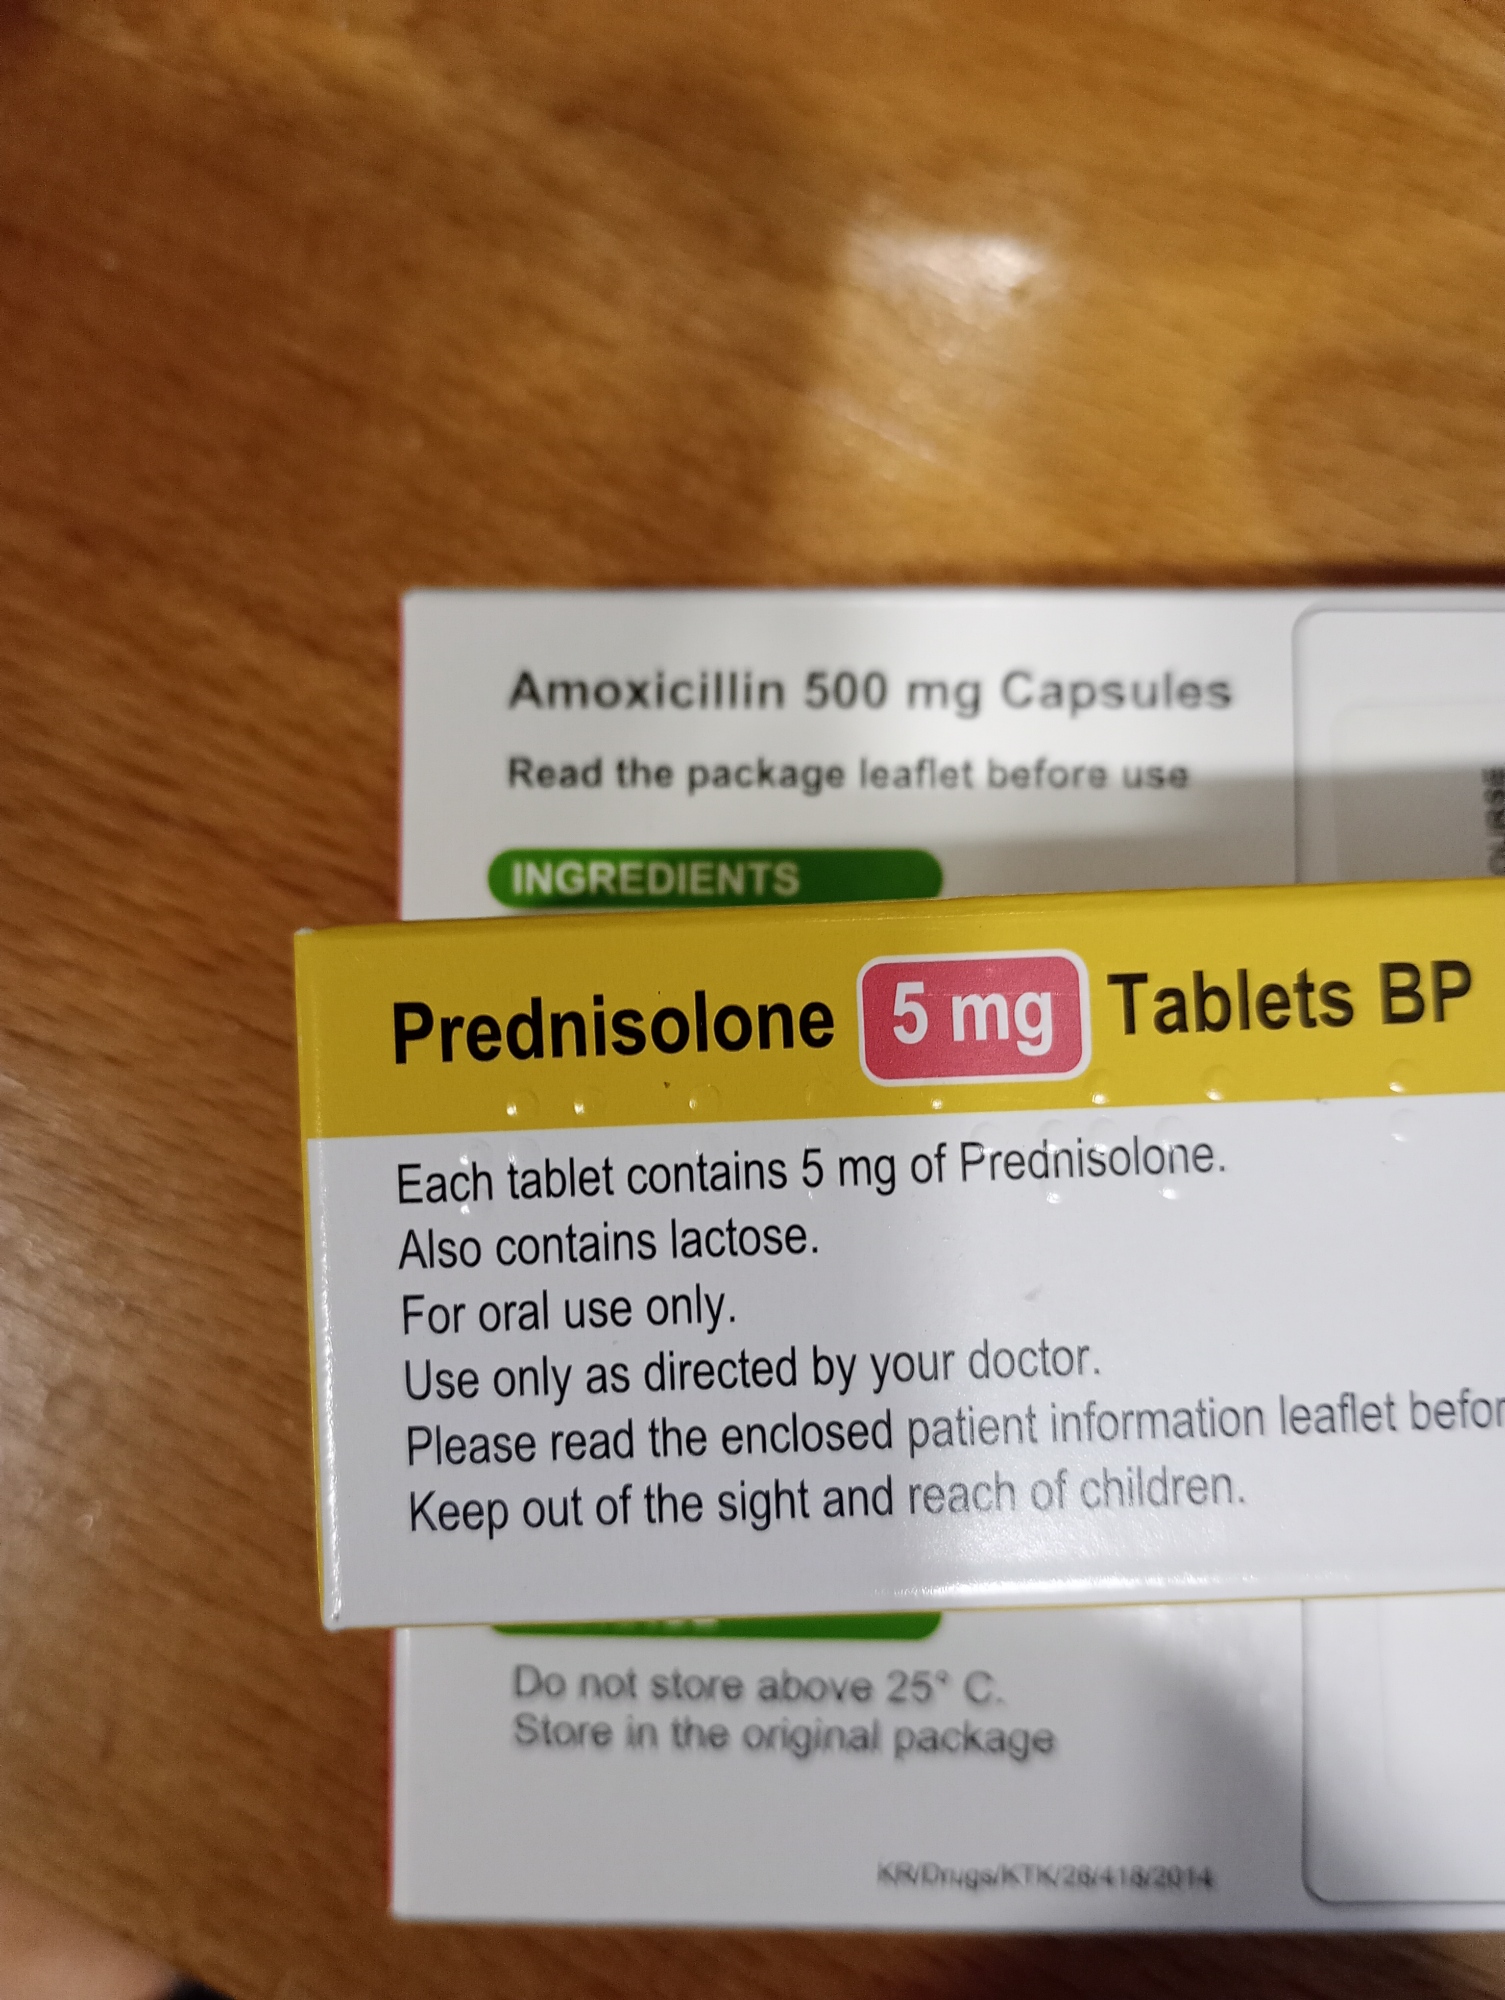 Amoxicillin 500 mg Capsules
Read the package leaflet before use
INGREDIENTS
Prednisolone 5 mg Tablets BP
Each tablet contains 5 mg of Prednisolone.
Also contains lactose.
For oral use only.
Use only as directed by your doctor.
Please read the enclosed patient information leaflet befor
Keep out of the sight and reach of children.
Do not store above 25° C.
Store in the original package
KR/Drugs/KTK/28/418/2014